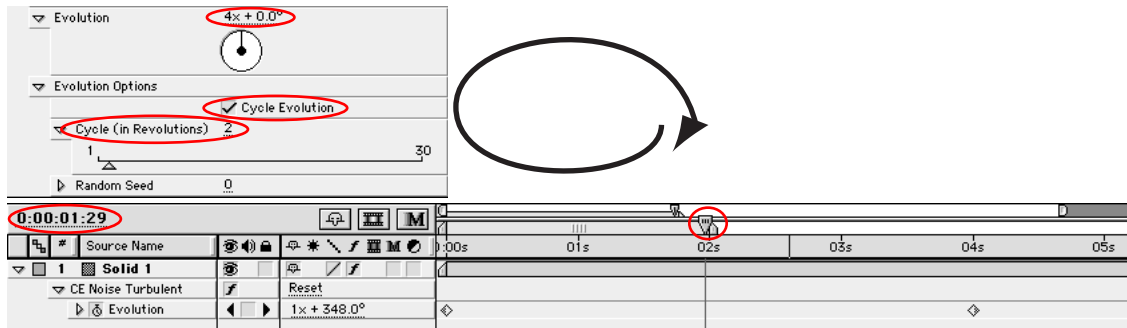 Evolution 4x + 0.0°
Evolution Options
Cycle Evolution
Cycle (in Revolutions) 2
1 30
Random Seed 0
0:00:01:29 M
# Source Name f M :00s 01s 02s 03s 04s 05s
1 Solid 1 f
CE Noise Turbulent f Reset
Evolution 1x + 348.0°